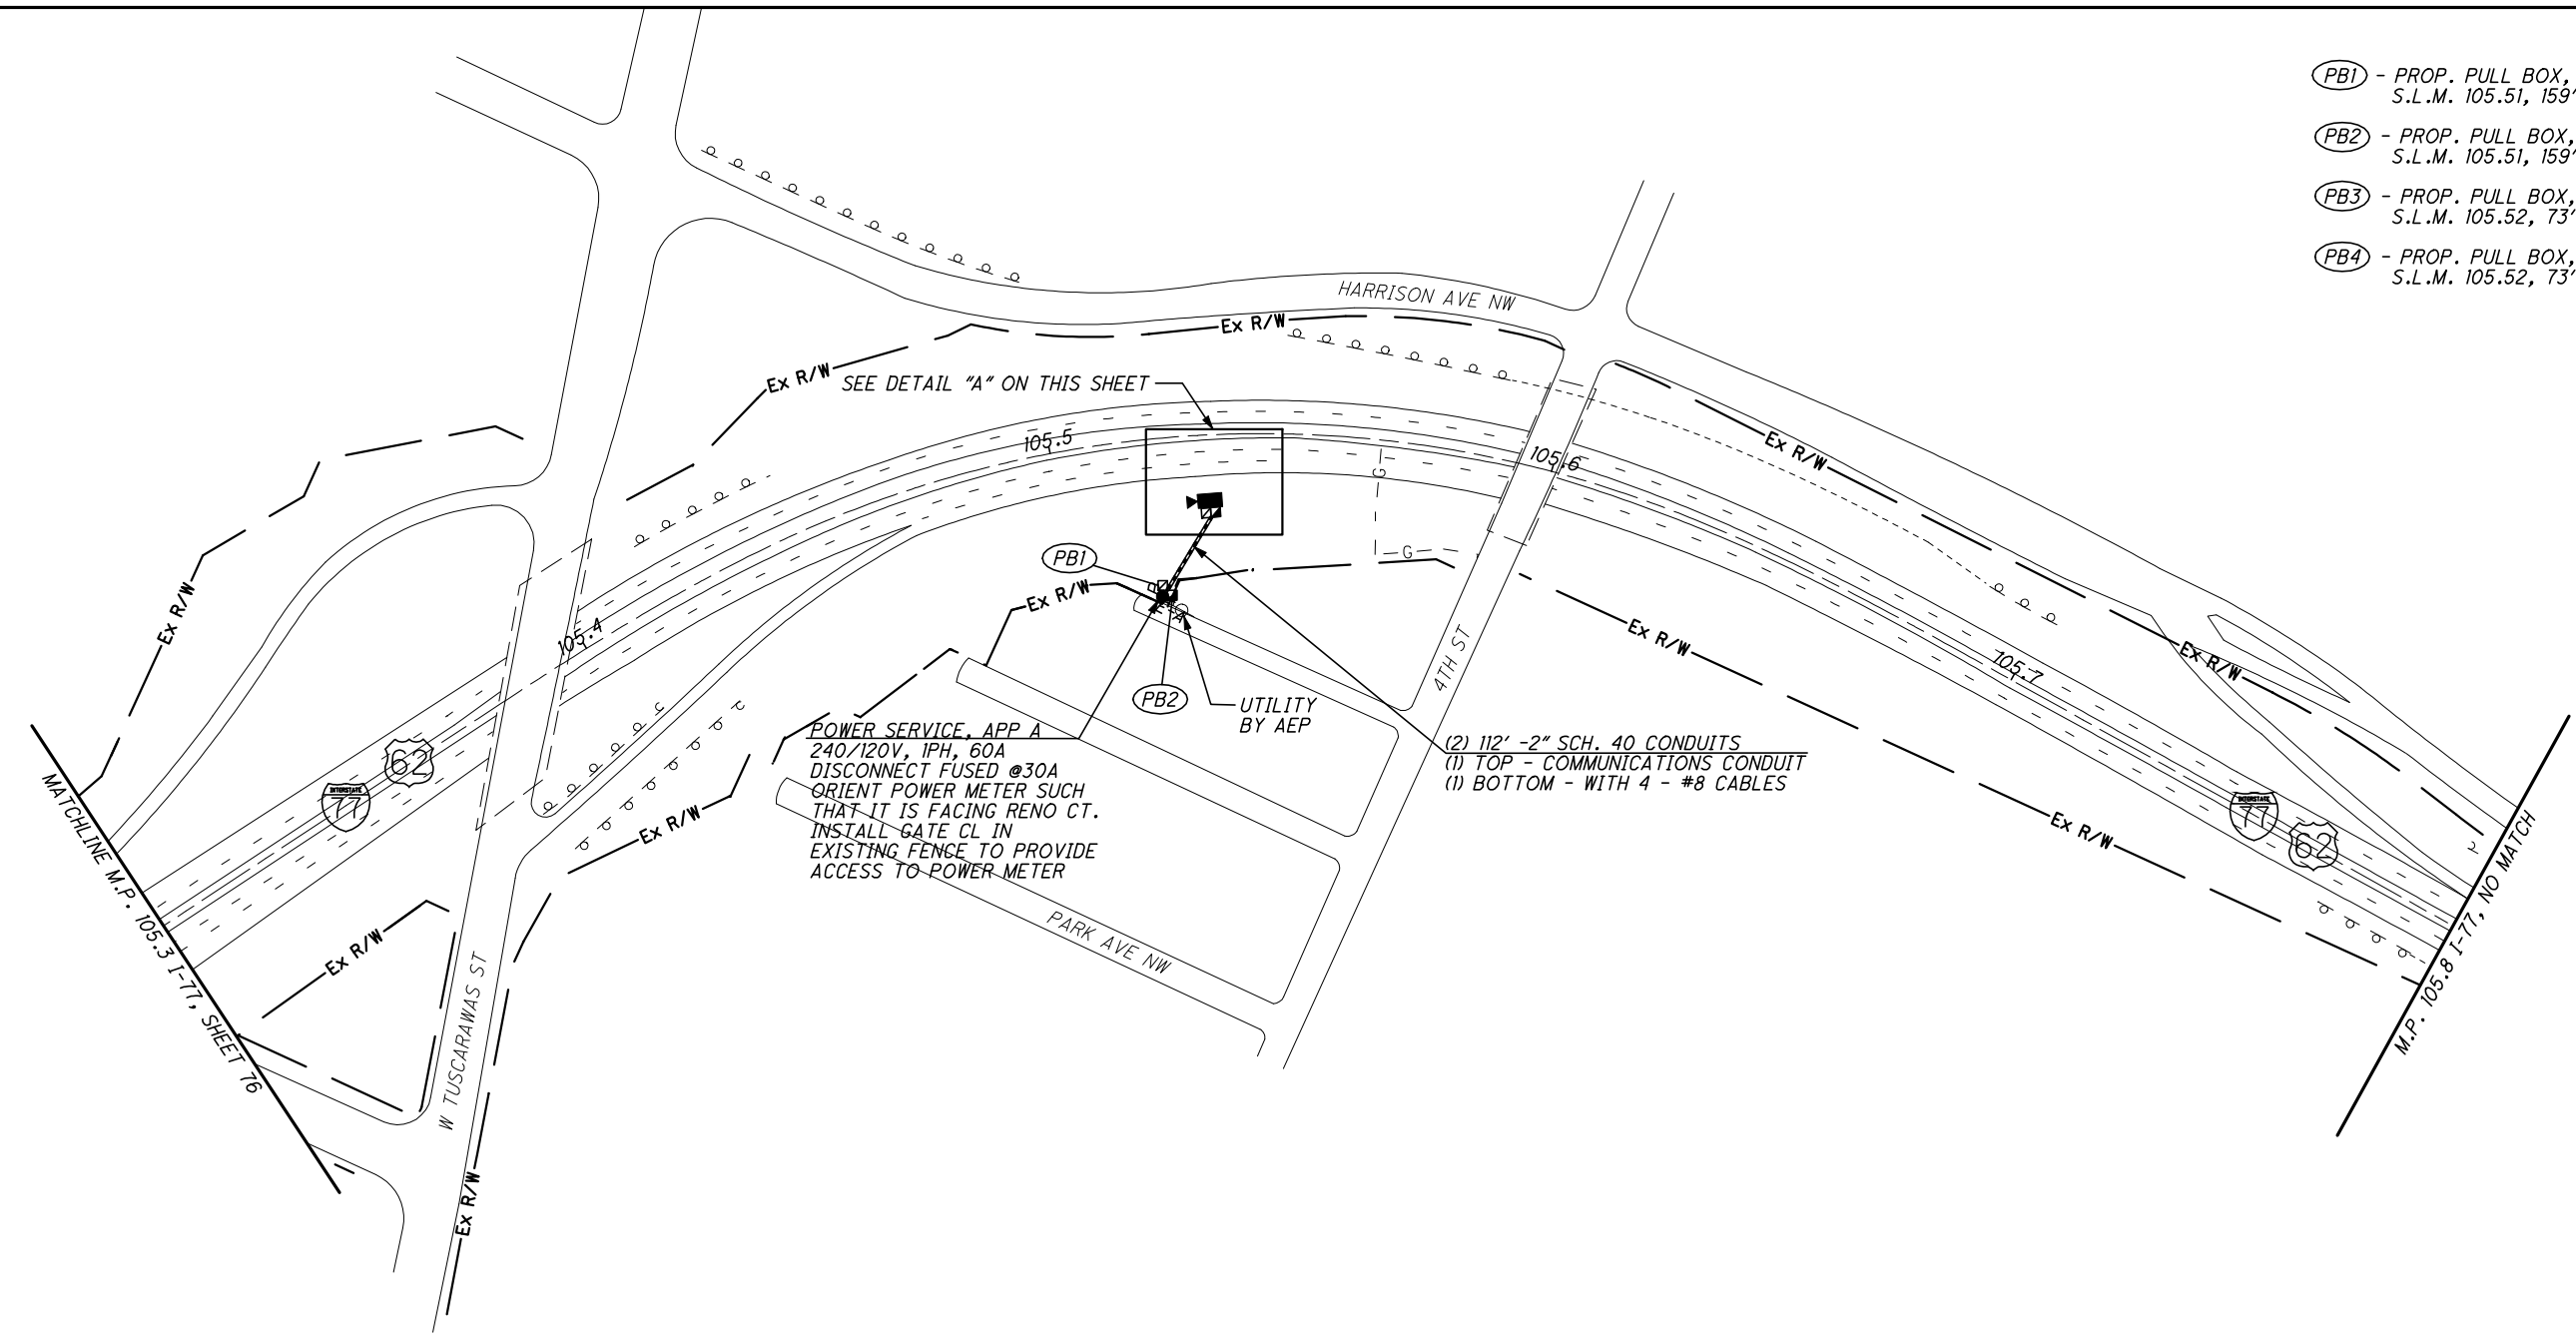 PB1 - PROP. PULL BOX,
S.L.M. 105.51, 159'
PB2 - PROP. PULL BOX,
S.L.M. 105.51, 159'
PB3 - PROP. PULL BOX,
S.L.M. 105.52, 73'
PB4 - PROP. PULL BOX,
S.L.M. 105.52, 73'
HARRISON AVE NW
Ex R/W
Ex R/W
SEE DETAIL "A" ON THIS SHEET
105.5
105.6
Ex R/W
G
G
PB1
Ex R/W
Ex R/W
105.4
Ex R/W
4TH ST
105.7
Ex R/W
PB2
UTILITY
BY AEP
POWER SERVICE, APP A
240/120V, 1PH, 60A
DISCONNECT FUSED @30A
ORIENT POWER METER SUCH
THAT IT IS FACING RENO CT.
INSTALL GATE CL IN
EXISTING FENCE TO PROVIDE
ACCESS TO POWER METER
(2) 112' -2" SCH. 40 CONDUITS
(1) TOP - COMMUNICATIONS CONDUIT
(1) BOTTOM - WITH 4 - #8 CABLES
62
INTERSTATE
77
INTERSTATE
77
62
Ex R/W
Ex R/W
MATCHLINE M.P. 105.3 I-77, SHEET 76
Ex R/W
PARK AVE NW
M.P. 105.8 I-77, NO MATCH
W TUSCARAWAS ST
Ex R/W